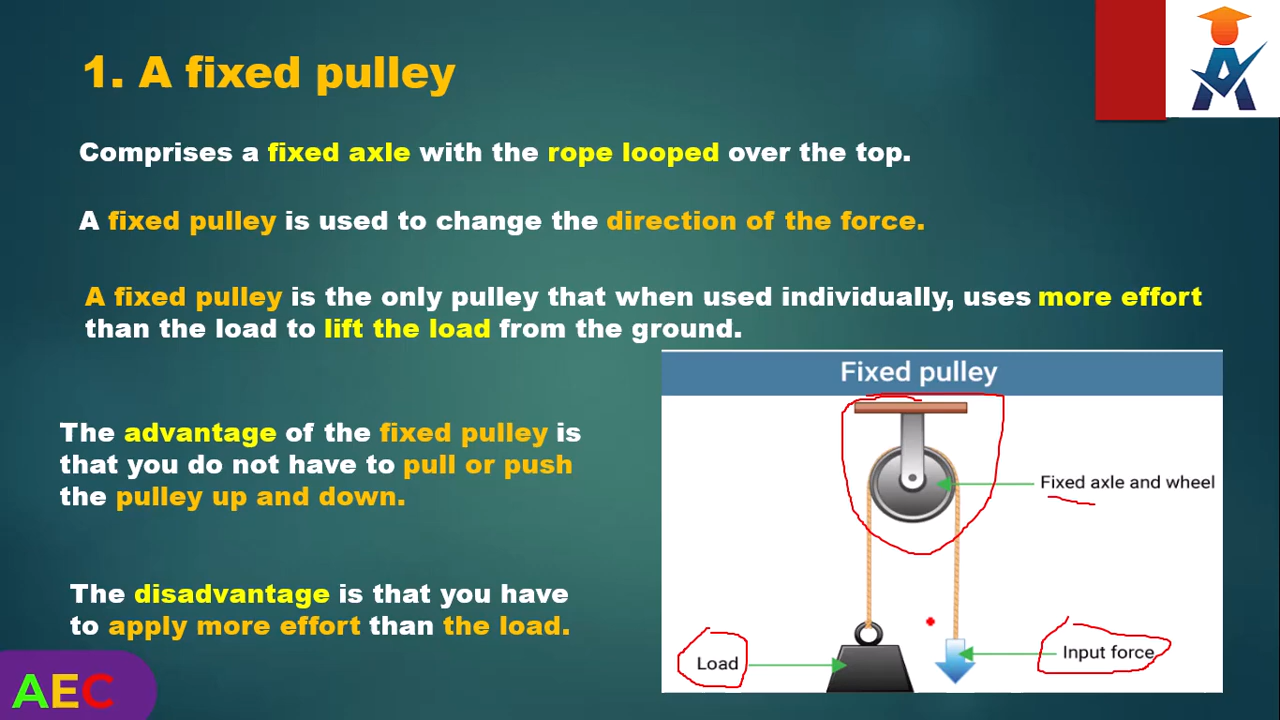 1. A fixed pulley
Comprises a fixed axle with the rope looped over the top.
A fixed pulley is used to change the direction of the force.
A fixed pulley is the only pulley that when used individually, uses more effort
than the load to lift the load from the ground.
The advantage of the fixed pulley is
that you do not have to pull or push
the pulley up and down.
The disadvantage is that you have
to apply more effort than the load.
Fixed pulley
Fixed axle and wheel
Load
Input force
AEC